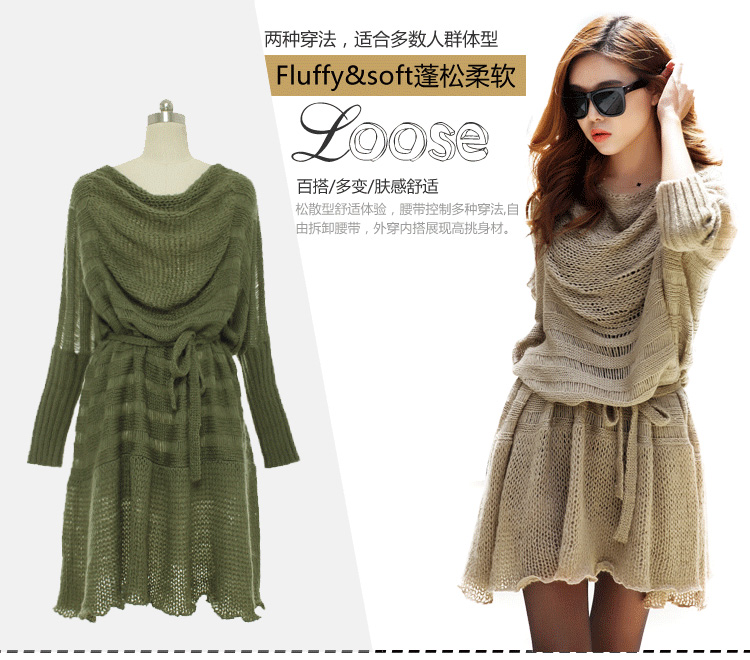 两种穿法，适合多数人群体型
Fluffy&soft蓬松柔软
Loose
百搭/多变/肤感舒适
松散型舒适体验，腰带控制多种穿法,自
由拆卸腰带，外穿内搭展现高挑身材。